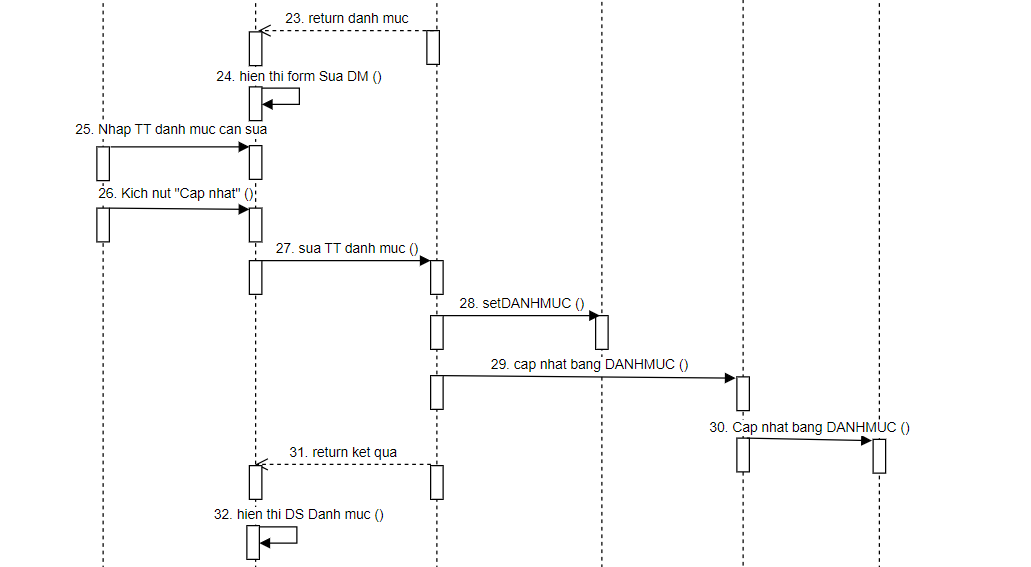 23. return danh muc
24. hien thi form Sua DM ()
25. Nhap TT danh muc can sua
26. Kich nut "Cap nhat" ()
27. sua TT danh muc ()
28. setDANHMUC ()
29. cap nhat bang DANHMUC ()
30. Cap nhat bang DANHMUC ()
31. return ket qua
32. hien thi DS Danh muc ()